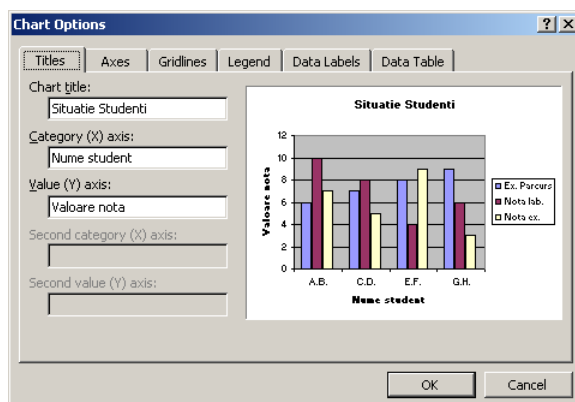 Chart Options
Titles Axes Gridlines Legend Data Labels Data Table
Chart title:
Situatie Studenti
Category (X) axis:
Nume student
Value (Y) axis:
Valoare nota
Second category (X) axis:
Second value (Y) axis:
Situatie Studenti
Valoare nota
12
10
8
6
4
2
0
A.B. C.D. E.F. G.H.
Nume student
Ex. Parcurs
Nota lab.
Nota ex.
OK Cancel